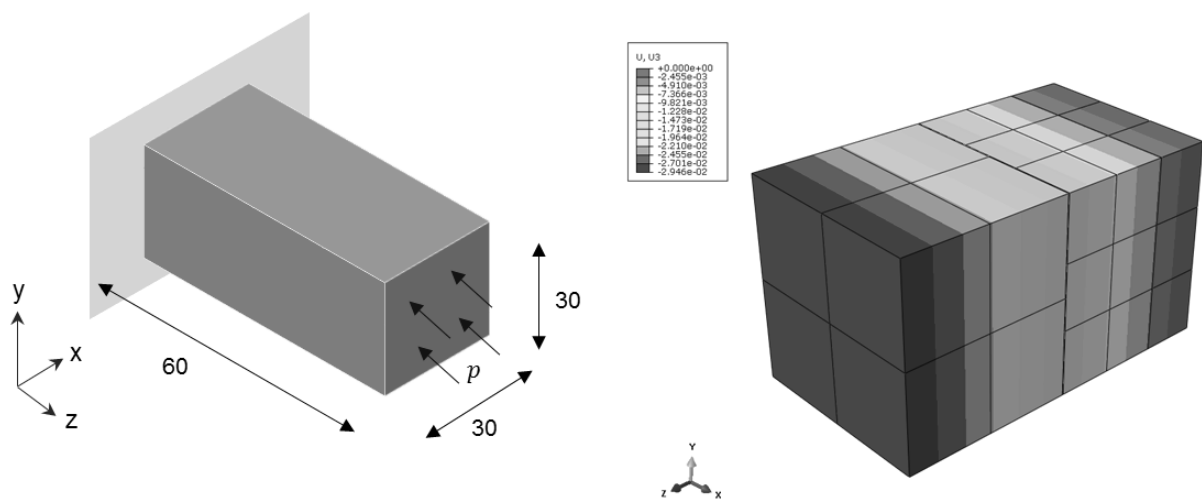 y
x
z
60
30
30
p
U, U3
+0.000e+00
-2.455e-03
-4.910e-03
-7.366e-03
-9.821e-03
-1.228e-02
-1.473e-02
-1.719e-02
-1.964e-02
-2.210e-02
-2.455e-02
-2.701e-02
-2.946e-02
Y
Z
X